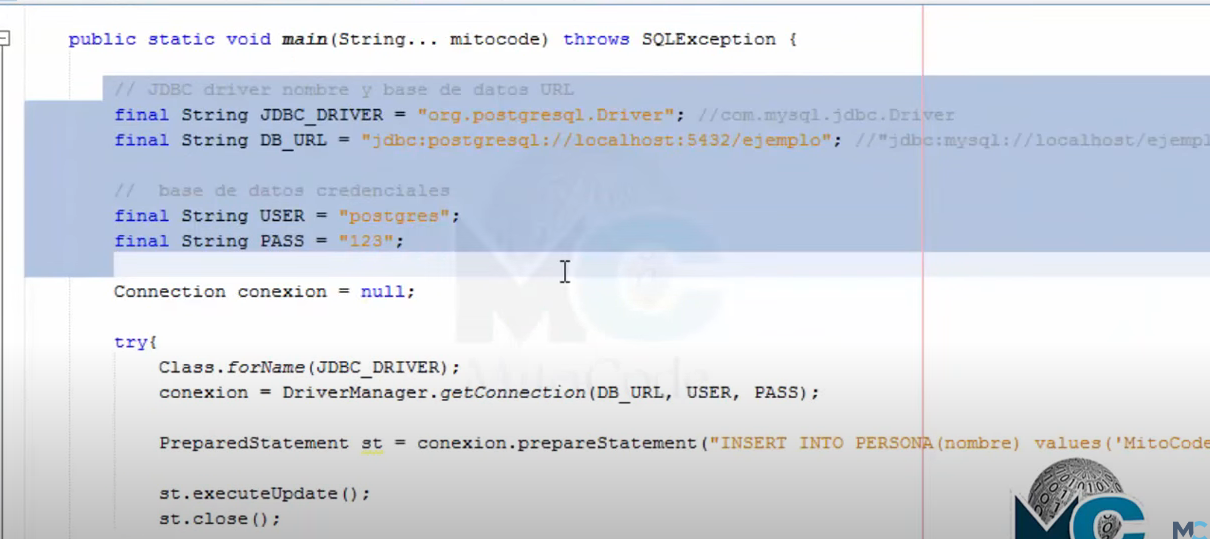 public static void main(String... mitocode) throws SQLException {
// JDBC driver nombre y base de datos URL
final String JDBC_DRIVER = "org.postgresql.Driver"; //com.mysql.jdbc.Driver
final String DB_URL = "jdbc:postgresql://localhost:5432/ejemplo"; //"jdbc:mysql://localhost/ejempl
//  base de datos credenciales
final String USER = "postgres";
final String PASS = "123";
Connection conexion = null;
try{
Class.forName(JDBC_DRIVER);
conexion = DriverManager.getConnection(DB_URL, USER, PASS);
PreparedStatement st = conexion.prepareStatement("INSERT INTO PERSONA(nombre) values('MitoCode
st.executeUpdate();
st.close();
MC
MitoCode
MC
MC